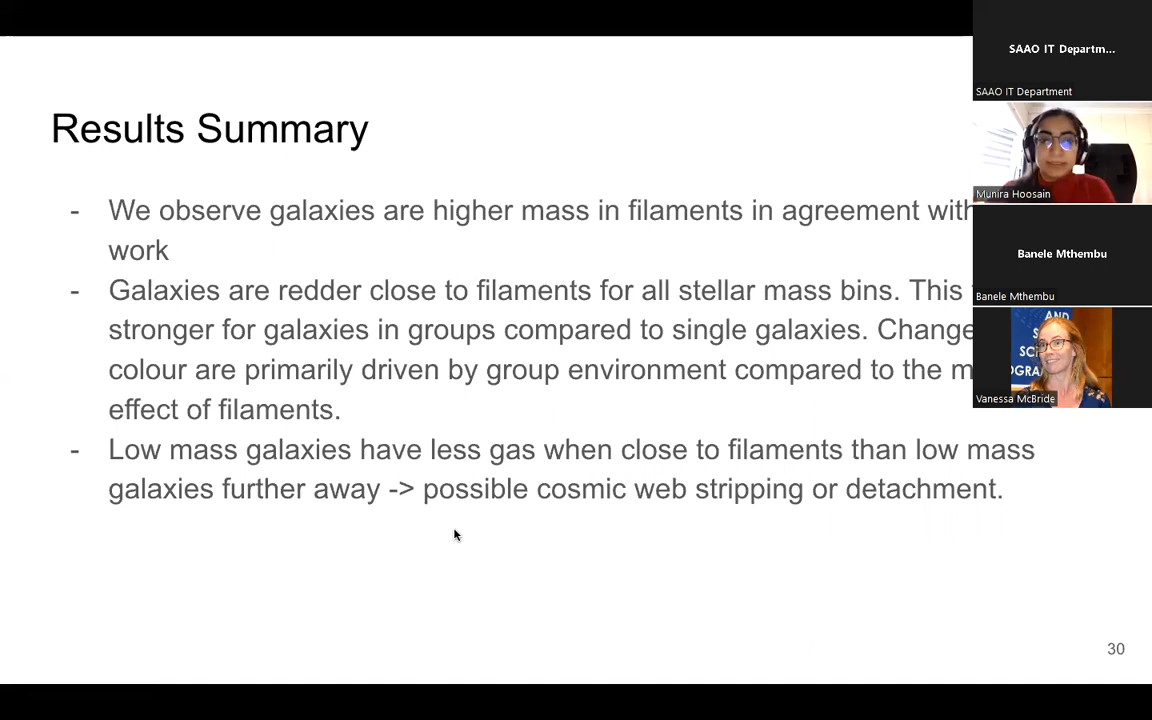 Results Summary
- We observe galaxies are higher mass in filaments in agreement with
work
- Galaxies are redder close to filaments for all stellar mass bins. This
stronger for galaxies in groups compared to single galaxies. Change
colour are primarily driven by group environment compared to the
effect of filaments.
- Low mass galaxies have less gas when close to filaments than low mass
galaxies further away -> possible cosmic web stripping or detachment.
30
SAAO IT Departm...
SAAO IT Department
Munira Hoosain
Banele Mthembu
Banele Mthembu
AND
Vanessa McBride